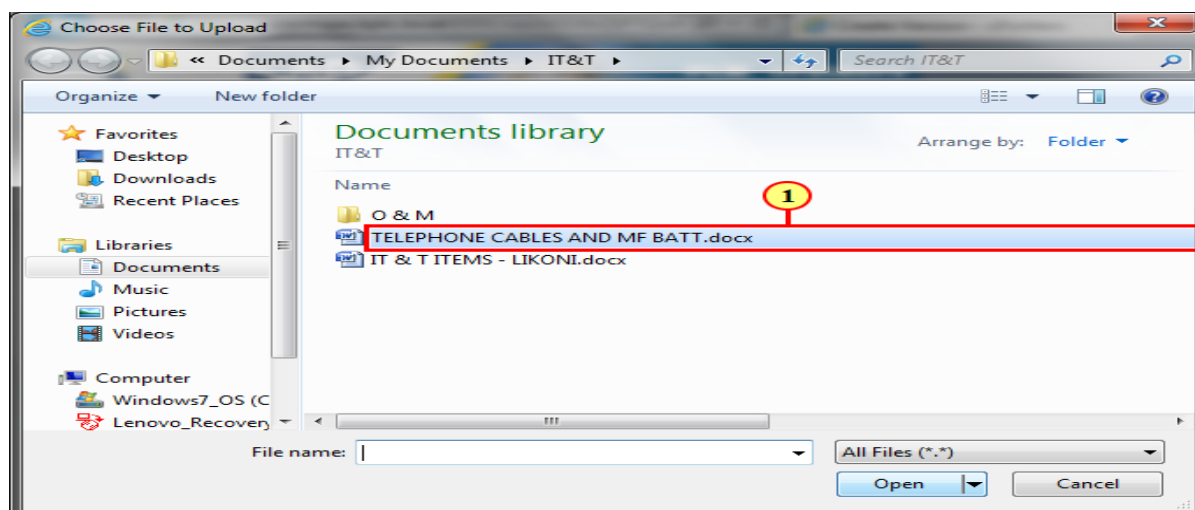 Choose File to Upload
« Documents ▸ My Documents ▸ IT&T ▸
Search IT&T
Organize
New folder
Favorites
Desktop
Downloads
Recent Places
Libraries
Documents
Music
Pictures
Videos
Computer
Windows7_OS (C
Lenovo_Recovery
Documents library
IT&T
Arrange by: Folder
Name
1
O & M
TELEPHONE CABLES AND MF BATT.docx
IT & T ITEMS - LIKONI.docx
File name:
All Files (*.*)
Open
Cancel